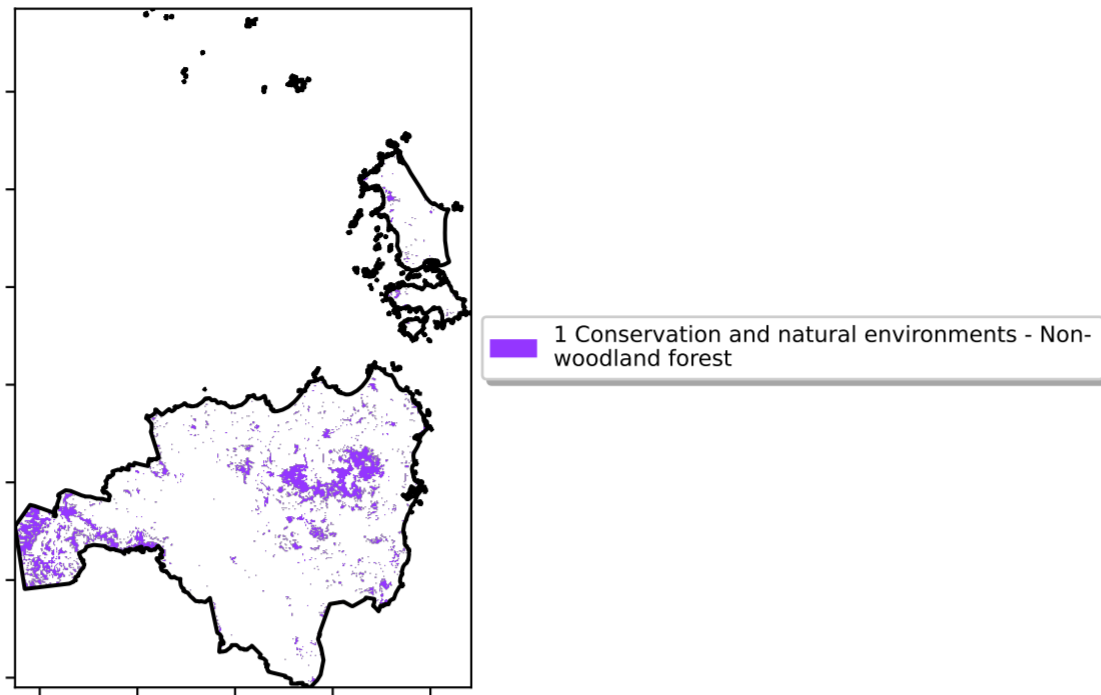 1 Conservation and natural environments - Non-
woodland forest